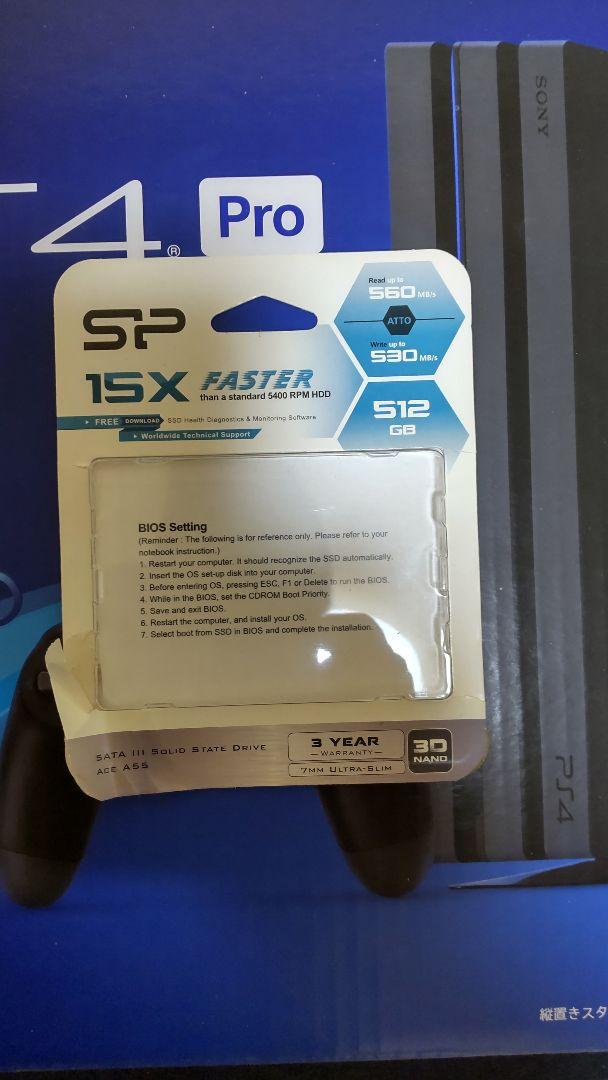 SONY
4®
Pro
SP
Read up to
560 MB/s
ATTO
Write up to
530 MB/s
15X FASTER
than a standard 5400 RPM HDD
512
GB
FREE DOWNLOAD SSD Health Diagnostics & Monitoring Software
Worldwide Technical Support
BIOS Setting
(Reminder : The following is for reference only. Please refer to your
notebook instruction.)
1. Restart your computer. It should recognize the SSD automatically.
2. Insert the OS set-up disk into your computer.
3. Before entering OS, pressing ESC, F1 or Delete to run the BIOS.
4. While in the BIOS, set the CDROM Boot Priority.
5. Save and exit BIOS.
6. Restart the computer, and install your OS.
7. Select boot from SSD in BIOS and complete the installation.
SATA III SOLID STATE DRIVE
ACE A55
3 YEAR
WARRANTY
7MM ULTRA-SLIM
3D
NAND
PS4
縦置きスタ